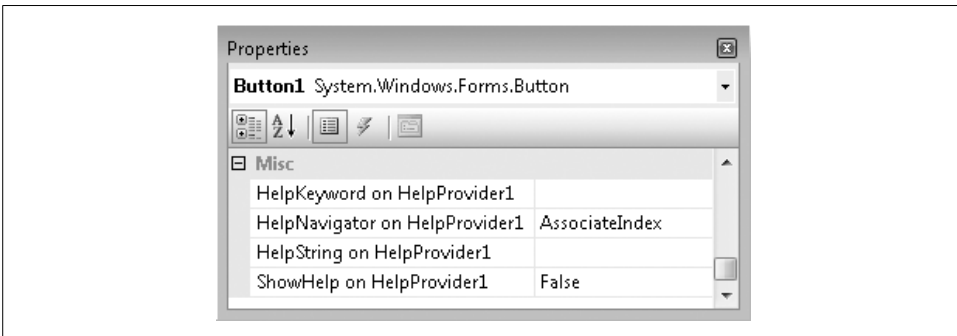 Properties
Button1 System.Windows.Forms.Button
A
Z
Misc
HelpKeyword on HelpProvider1
HelpNavigator on HelpProvider1 AssociateIndex
HelpString on HelpProvider1
ShowHelp on HelpProvider1 False